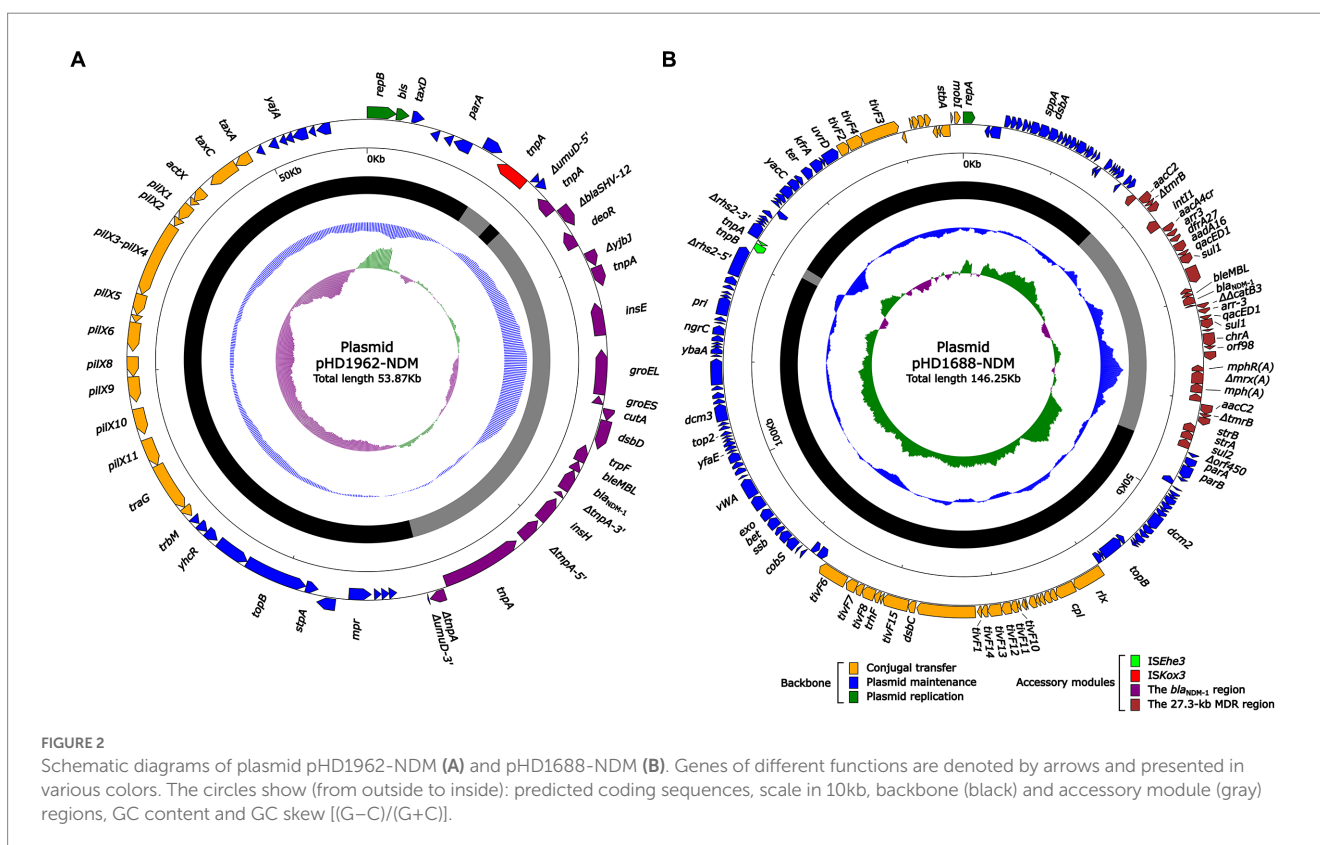 A
repB
bis
taxD
parA
tnpA
ΔumuD-5'
tnpA
ΔblaSHV-12
deoR
ΔyjbJ
tnpA
insE
groEL
groES
cutA
dsbD
trpF
bleMBL
blaNDM-1
ΔtnpA-3'
insH
ΔtnpA-5'
tnpA
ΔtnpA
ΔumuD-3'
mpr
stpA
topB
yhcR
trbM
traG
pilX11
pilX10
pilX9
pilX8
pilX6
pilX5
pilX3-pilX4
pilX2
pilX1
actX
taxC
taxA
yajA
0Kb
50Kb
Plasmid
pHD1962-NDM
Total length 53.87Kb
B
repA
sppA
dsbA
aacC2
ΔtmrB
intI1
aacA4cr
arr3
dfrA27
aadA16
qacED1
sul1
bleMBL
blaNDM-1
ΔΔcatB3
arr-3
qacED1
sul1
chrA
orf98
mphR(A)
Δmrx(A)
mph(A)
aacC2
ΔtmrB
strB
strA
sul2
Δorf450
parA
parB
dcm2
topB
rlx
cpl
tivF10
tivF11
tivF12
tivF13
tivF14
tivF1
dsbC
tivF15
trhF
tivF8
tivF7
tivF6
cobS
ssb
bet
exo
vWA
yfaE
top2
dcm3
ybaA
ngrC
pri
Δrhs2-5'
tnpB
tnpA
Δrhs2-3'
yacC
ter
kfrA
uvrD
tivF2
tivF4
tivF3
stbA
mobI
0Kb
50Kb
100Kb
Plasmid
pHD1688-NDM
Total length 146.25Kb
Backbone
Conjugal transfer
Plasmid maintenance
Plasmid replication
Accessory modules
ISEhe3
ISKox3
The blaNDM-1 region
The 27.3-kb MDR region
FIGURE 2
Schematic diagrams of plasmid pHD1962-NDM (A) and pHD1688-NDM (B). Genes of different functions are denoted by arrows and presented in
various colors. The circles show (from outside to inside): predicted coding sequences, scale in 10kb, backbone (black) and accessory module (gray)
regions, GC content and GC skew [(G−C)/(G+C)].